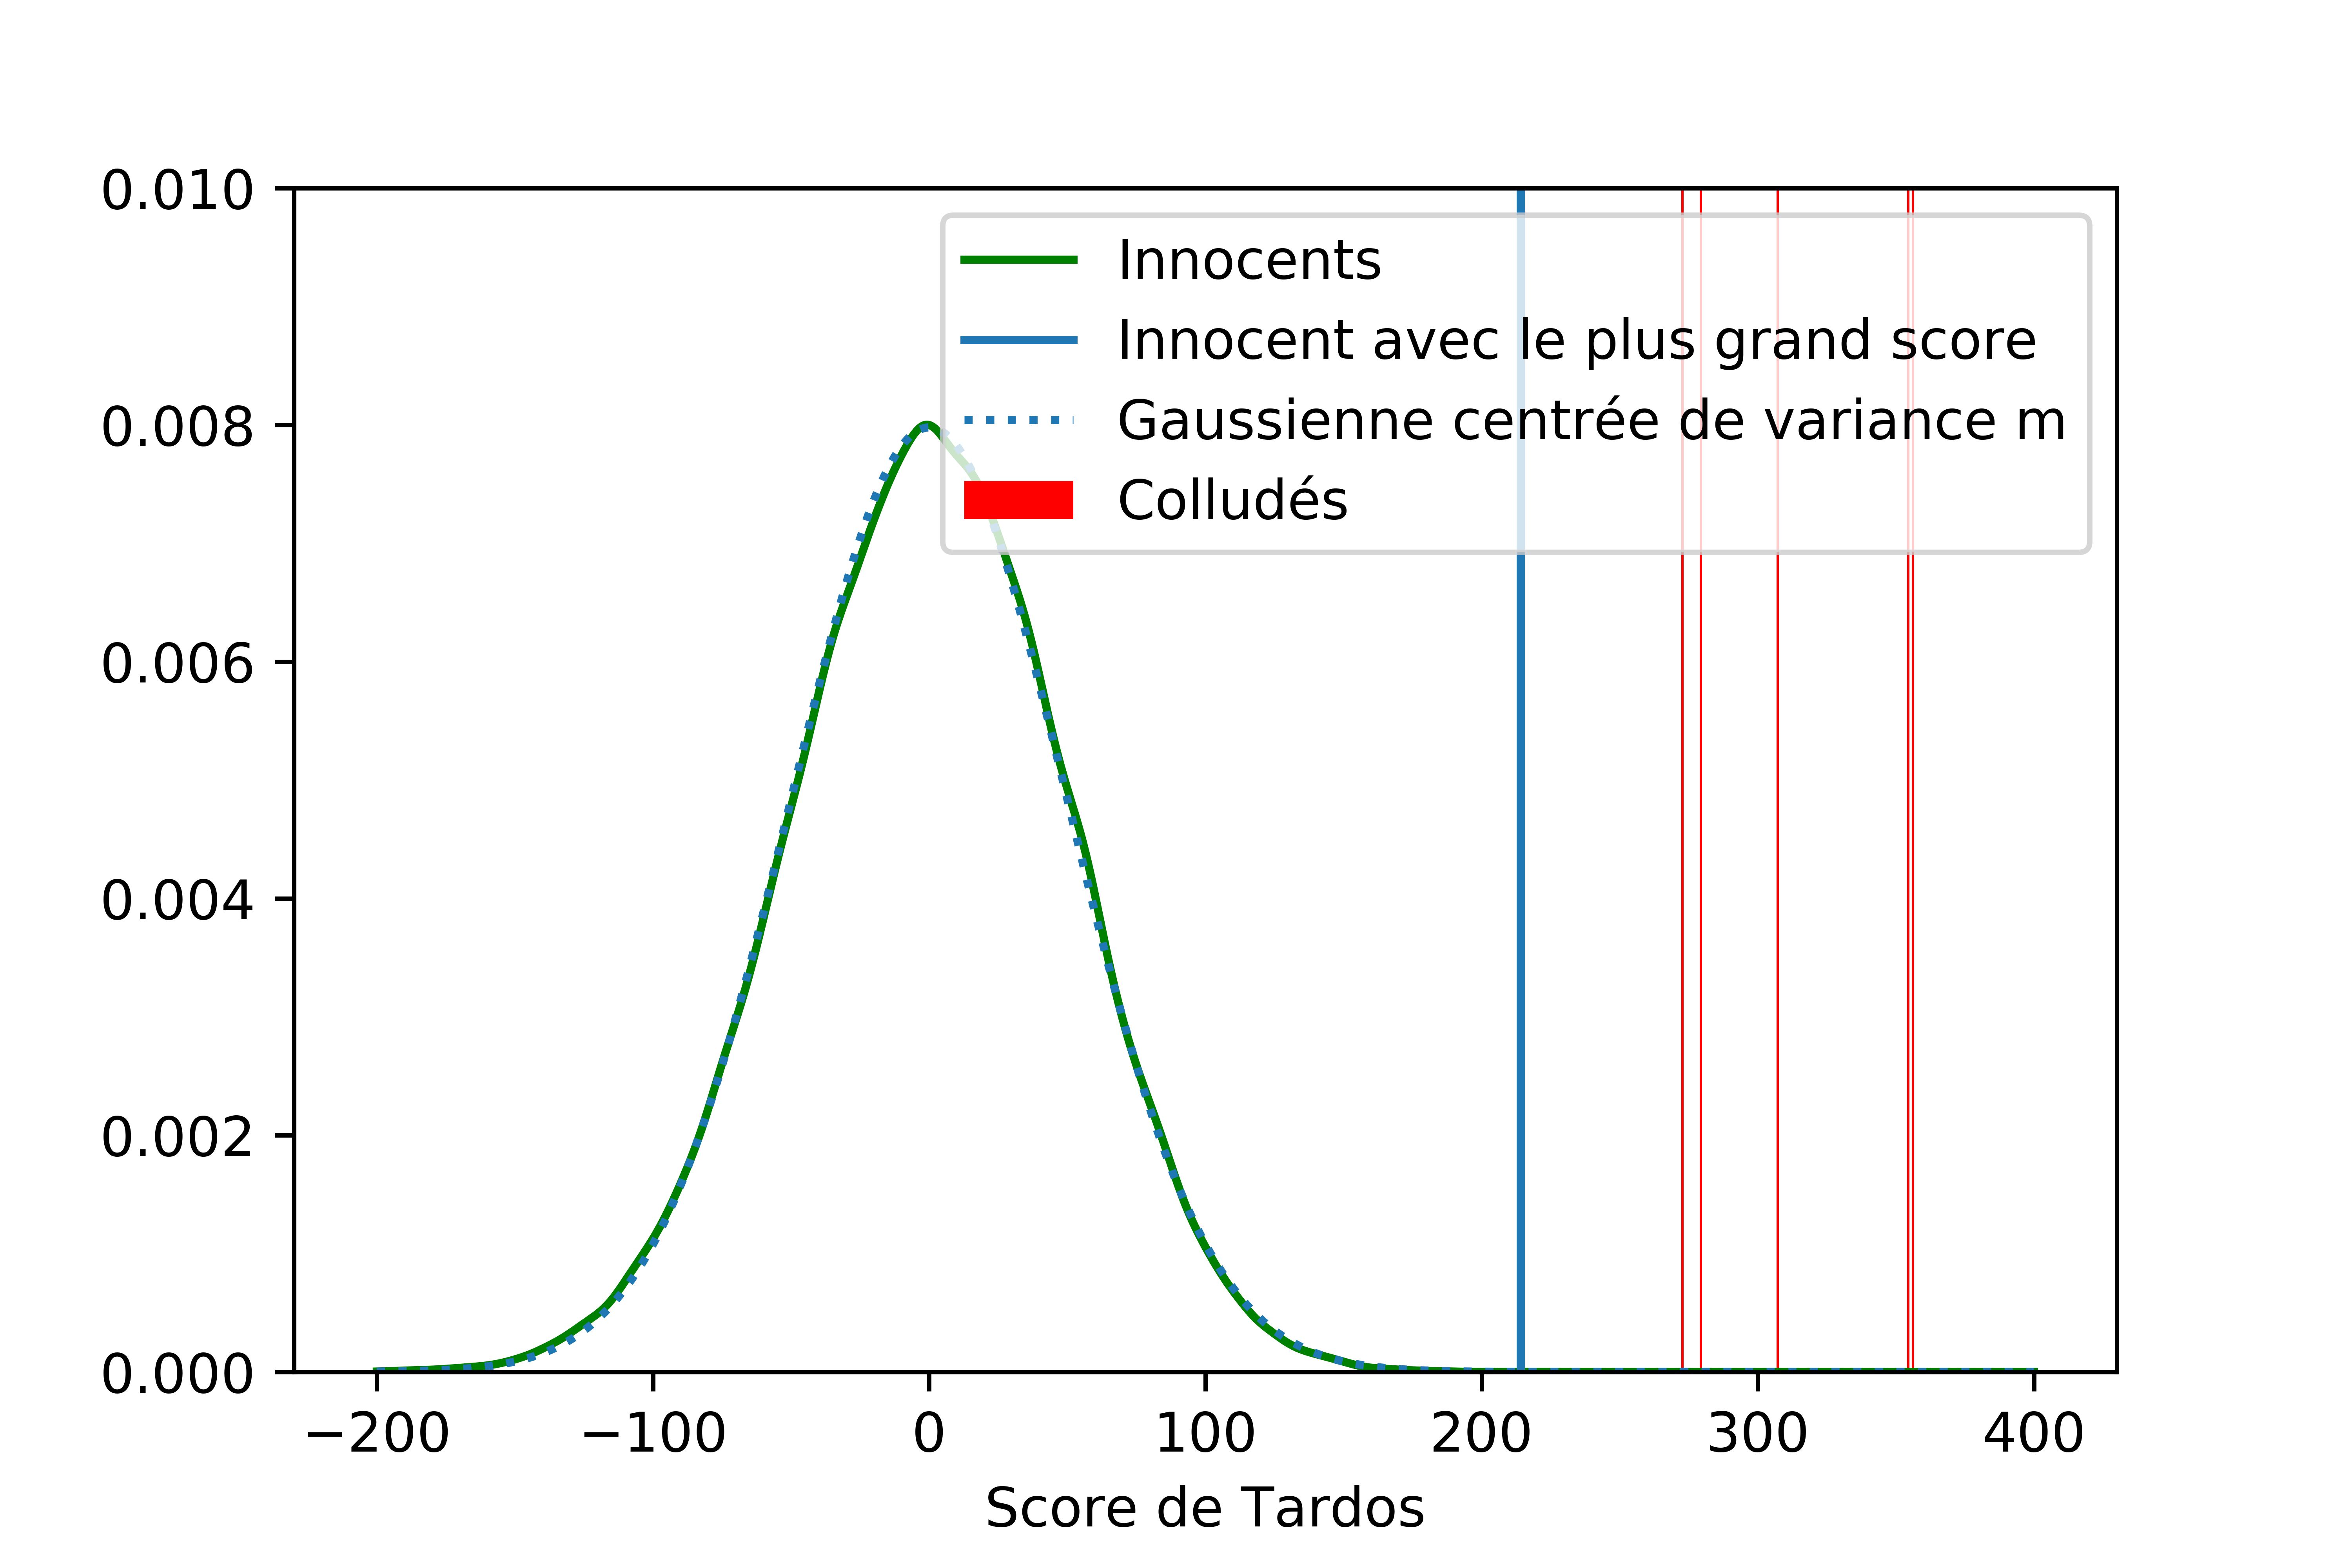 0.010
0.008
0.006
0.004
0.002
0.000
Innocents
Innocent avec le plus grand score
Gaussienne centrée de variance m
Colludés
−200 −100 0 100 200 300 400
Score de Tardos